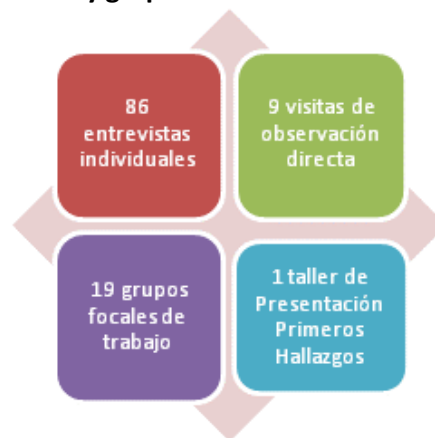 86
entrevistas
individuales
9 visitas de
observación
directa
19 grupos
focales de
trabajo
1 taller de
Presentación
Primeros
Hallazgos